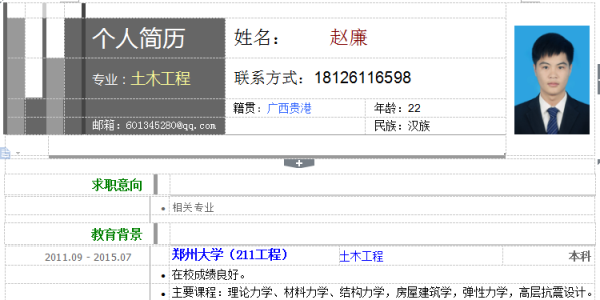 个人简历 姓名： 赵廉
专业：土木工程 联系方式：18126116598
籍贯：广西贵港 年龄：22
邮箱：601345280@qq.com 民族：汉族
求职意向
• 相关专业
教育背景
2011.09 - 2015.07 郑州大学（211工程） 土木工程 本科
• 在校成绩良好。
• 主要课程：理论力学、材料力学、结构力学，房屋建筑学，弹性力学，高层抗震设计。